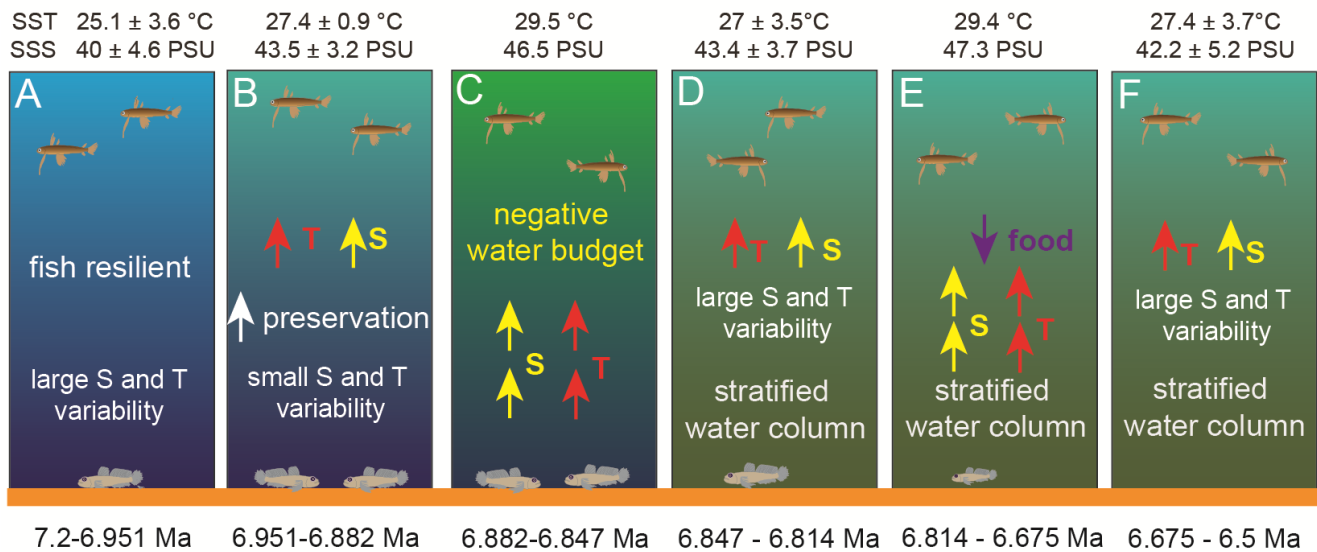 SST 25.1 ± 3.6 °C 27.4 ± 0.9 °C 29.5 °C 27 ± 3.5°C 29.4 °C 27.4 ± 3.7°C
SSS 40 ± 4.6 PSU 43.5 ± 3.2 PSU 46.5 PSU 43.4 ± 3.7 PSU 47.3 PSU 42.2 ± 5.2 PSU
A
fish resilient
large S and T
variability
B
T S
preservation
small S and T
variability
C
negative
water budget
S T
D
T S
large S and T
variability
stratified
water column
E
food
S T
stratified
water column
F
T S
large S and T
variability
stratified
water column
7.2-6.951 Ma 6.951-6.882 Ma 6.882-6.847 Ma 6.847 - 6.814 Ma 6.814 - 6.675 Ma 6.675 - 6.5 Ma